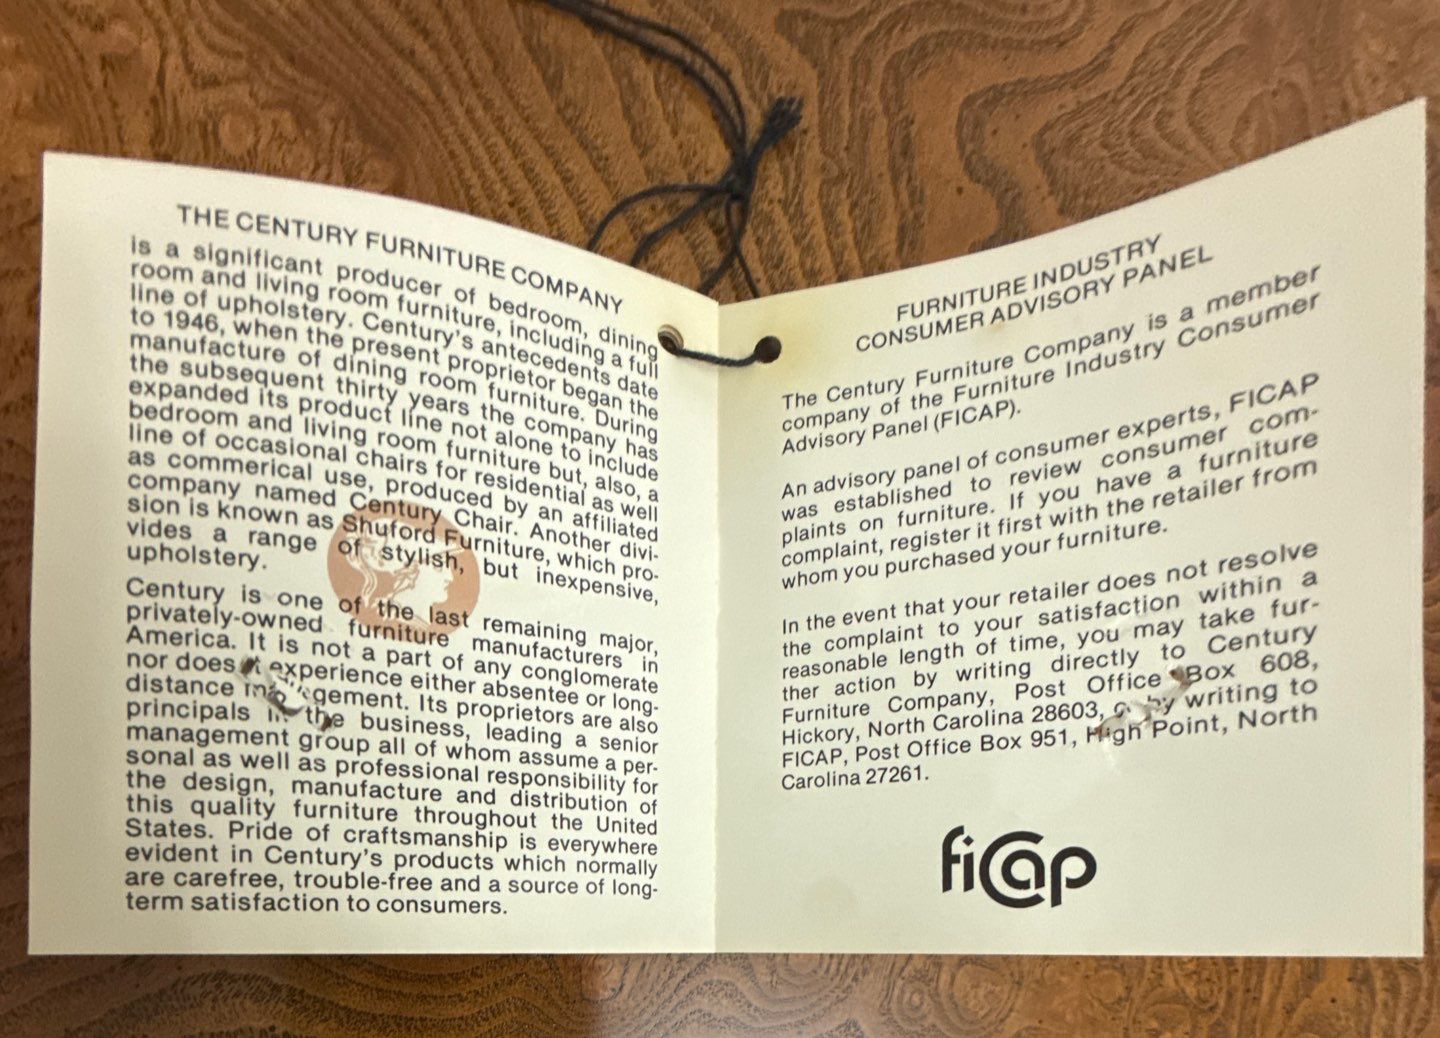 THE CENTURY FURNITURE COMPANY
is a significant producer of bedroom, dining
room and living room furniture, including a full
line of upholstery. Century's antecedents date
to 1946, when the present proprietor began the
manufacture of dining room furniture. During
the subsequent thirty years the company has
expanded its product line not alone to include
bedroom and living room furniture but, also, a
line of occasional chairs for residential as well
as commerical use, produced by an affiliated
company named Century Chair. Another divi-
sion is known as Shuford Furniture, which pro-
vides a range of stylish, but inexpensive,
upholstery.
Century is one of the last remaining major,
privately-owned furniture manufacturers in
America. It is not a part of any conglomerate
nor does it experience either absentee or long-
distance management. Its proprietors are also
principals in the business, leading a senior
management group all of whom assume a per-
sonal as well as professional responsibility for
the design, manufacture and distribution of
this quality furniture throughout the United
States. Pride of craftsmanship is everywhere
evident in Century's products which normally
are carefree, trouble-free and a source of long-
term satisfaction to consumers.
FURNITURE INDUSTRY
CONSUMER ADVISORY PANEL
The Century Furniture Company is a member
company of the Furniture Industry Consumer
Advisory Panel (FICAP).
An advisory panel of consumer experts, FICAP
was established to review consumer com-
plaints on furniture. If you have a furniture
complaint, register it first with the retailer from
whom you purchased your furniture.
In the event that your retailer does not resolve
the complaint to your satisfaction within a
reasonable length of time, you may take fur-
ther action by writing directly to Century
Furniture Company, Post Office Box 608,
Hickory, North Carolina 28603, or by writing to
FICAP, Post Office Box 951, High Point, North
Carolina 27261.
ficap